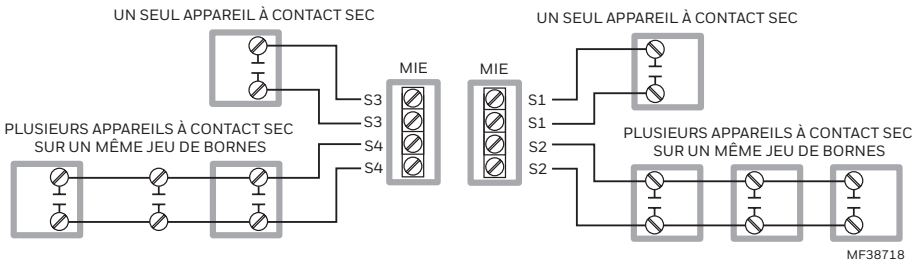 UN SEUL APPAREIL À CONTACT SEC
UN SEUL APPAREIL À CONTACT SEC
MIE
MIE
S3
S3
S4
S4
S1
S1
S2
S2
PLUSIEURS APPAREILS À CONTACT SEC
SUR UN MÊME JEU DE BORNES
PLUSIEURS APPAREILS À CONTACT SEC
SUR UN MÊME JEU DE BORNES
MF38718